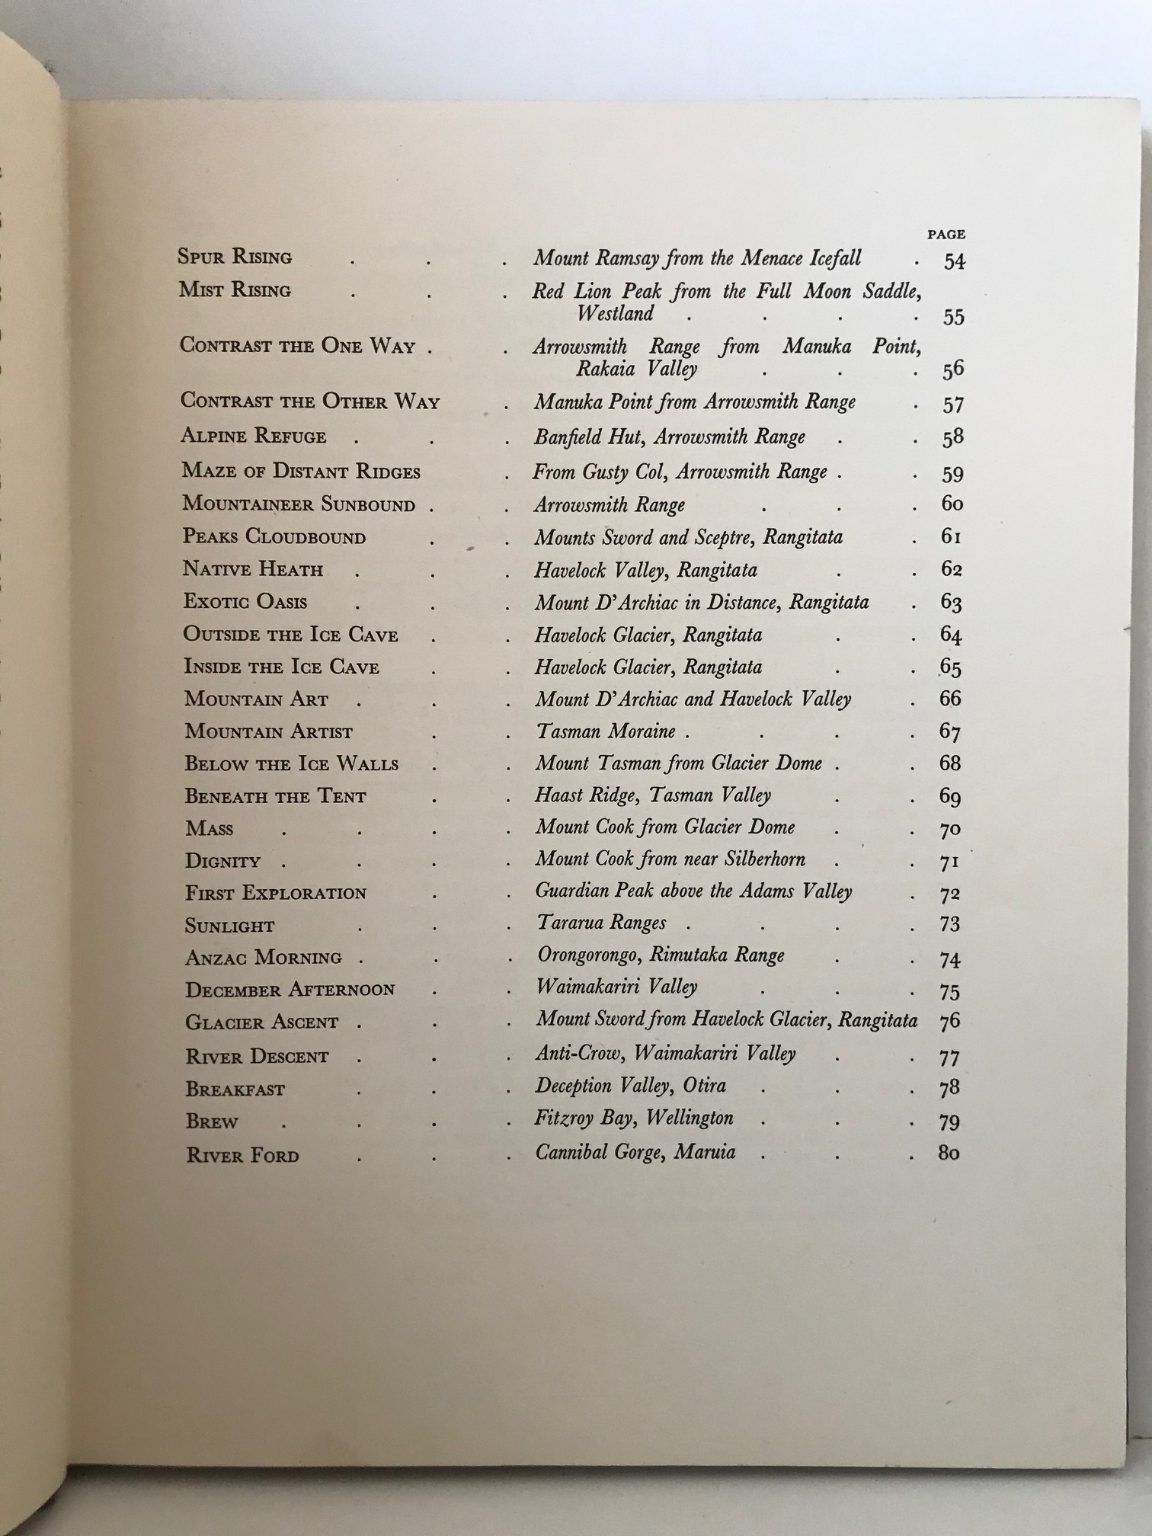 PAGE
SPUR RISING . . . Mount Ramsay from the Menace Icefall . 54
MIST RISING . . . Red Lion Peak from the Full Moon Saddle,
Westland . . . . 55
CONTRAST THE ONE WAY . . Arrowsmith Range from Manuka Point,
Rakaia Valley . . . 56
CONTRAST THE OTHER WAY . Manuka Point from Arrowsmith Range . 57
ALPINE REFUGE . . . Banfield Hut, Arrowsmith Range . . 58
MAZE OF DISTANT RIDGES . From Gusty Col, Arrowsmith Range . . 59
MOUNTAINEER SUNBOUND . . Arrowsmith Range . . . 60
PEAKS CLOUDBOUND . . Mounts Sword and Sceptre, Rangitata . 61
NATIVE HEATH . . . Havelock Valley, Rangitata . . 62
EXOTIC OASIS . . . Mount D'Archiac in Distance, Rangitata . 63
OUTSIDE THE ICE CAVE . . Havelock Glacier, Rangitata . . 64
INSIDE THE ICE CAVE . . Havelock Glacier, Rangitata . . 65
MOUNTAIN ART . . . Mount D'Archiac and Havelock Valley . 66
MOUNTAIN ARTIST . . Tasman Moraine . . . . 67
BELOW THE ICE WALLS . . Mount Tasman from Glacier Dome . . 68
BENEATH THE TENT . . Haast Ridge, Tasman Valley . . 69
MASS . . . . Mount Cook from Glacier Dome . . 70
DIGNITY . . . . Mount Cook from near Silberhorn . . 71
FIRST EXPLORATION . . Guardian Peak above the Adams Valley . 72
SUNLIGHT . . . Tararua Ranges . . . . 73
ANZAC MORNING . . . Orongorongo, Rimutaka Range . . 74
DECEMBER AFTERNOON . . Waimakariri Valley . . . 75
GLACIER ASCENT . . . Mount Sword from Havelock Glacier, Rangitata 76
RIVER DESCENT . . . Anti-Crow, Waimakariri Valley . . 77
BREAKFAST . . . Deception Valley, Otira . . . 78
BREW . . . . Fitzroy Bay, Wellington . . . 79
RIVER FORD . . . Cannibal Gorge, Maruia . . . 80